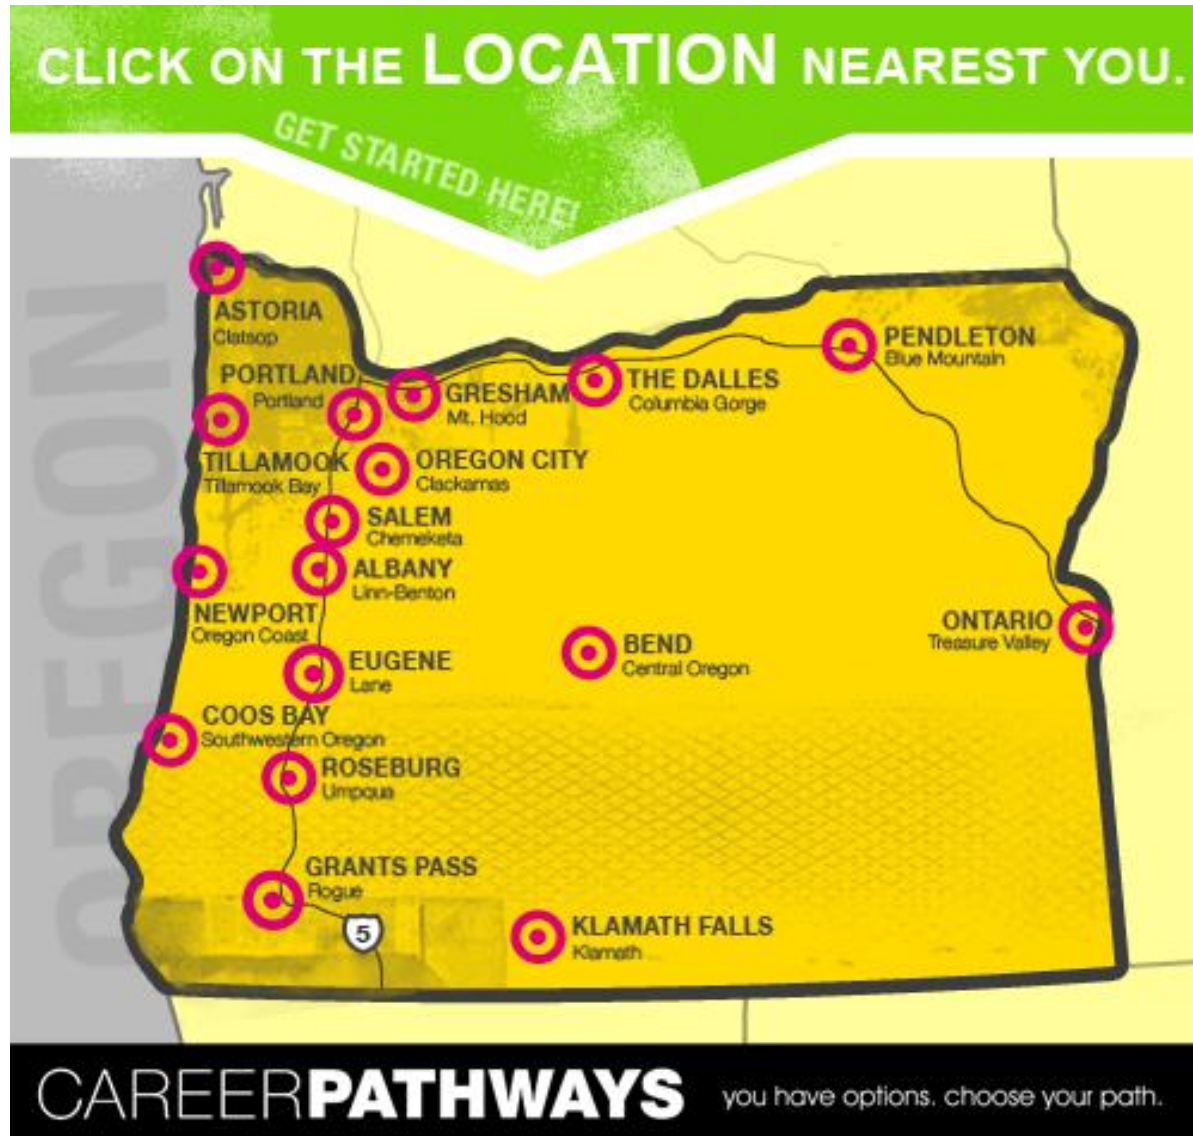 CLICK ON THE LOCATION NEAREST YOU.
GET STARTED HERE!
OREGON
ASTORIA
Clatsop
PORTLAND
Portland
GRESHAM
Mt. Hood
THE DALLES
Columbia Gorge
PENDLETON
Blue Mountain
TILLAMOOK
Tillamook Bay
OREGON CITY
Clackamas
SALEM
Chemeketa
ALBANY
Linn-Benton
NEWPORT
Oregon Coast
EUGENE
Lane
BEND
Central Oregon
ONTARIO
Treasure Valley
COOS BAY
Southwestern Oregon
ROSEBURG
Umpqua
GRANTS PASS
Rogue
5
KLAMATH FALLS
Klamath
CAREERPATHWAYS
you have options. choose your path.